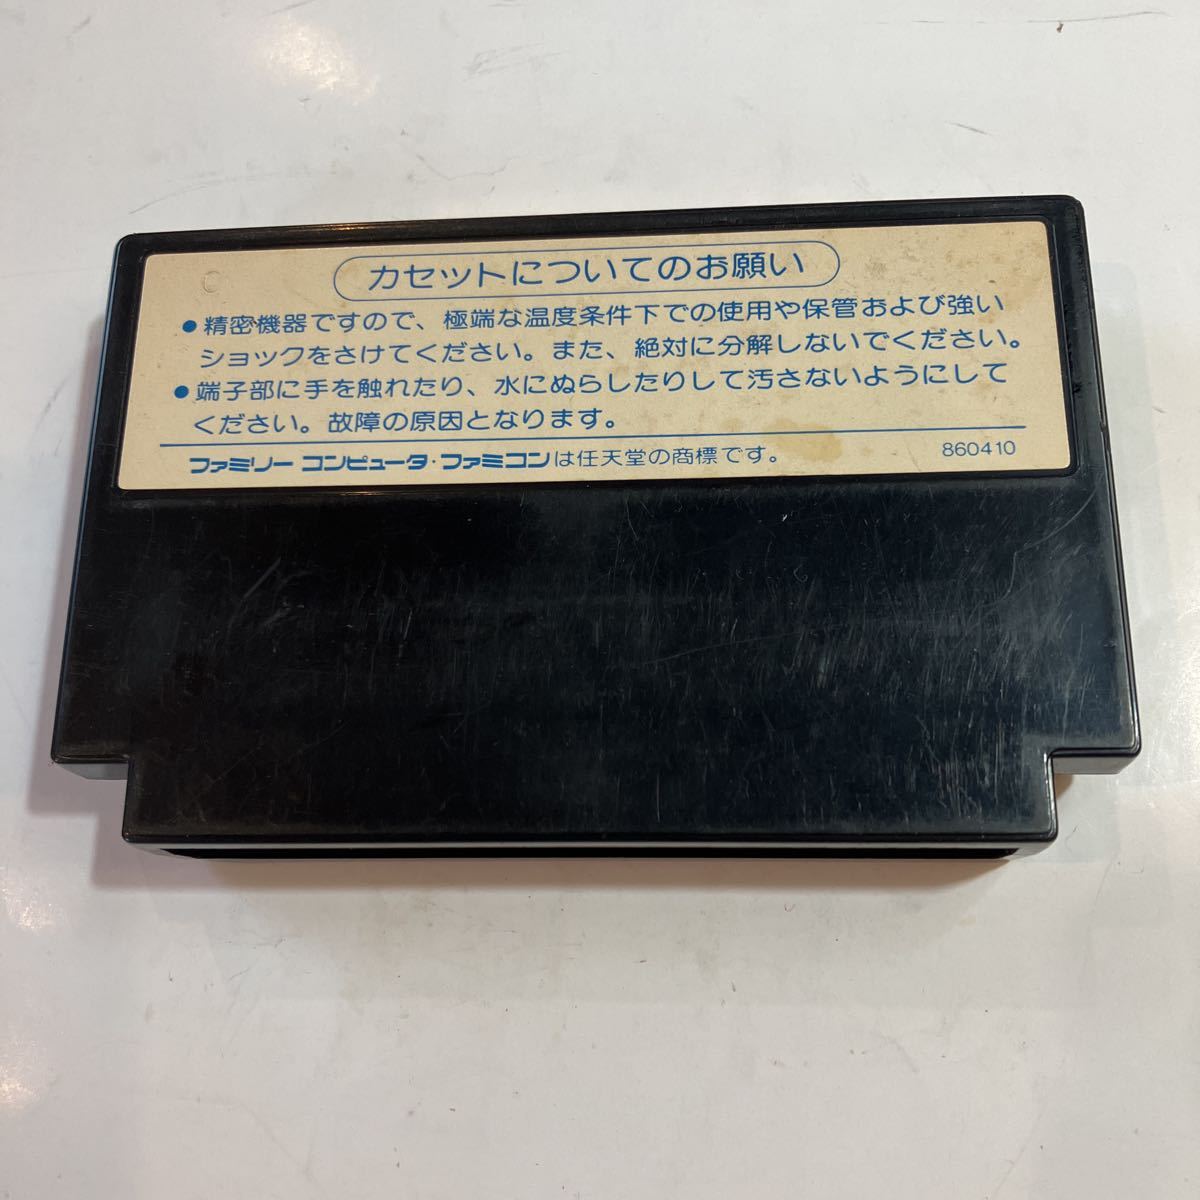 カセットについてのお願い
●精密機器ですので、極端な温度条件下での使用や保管および強い
ショックをさけてください。また、絶対に分解しないでください。
●端子部に手を触れたり、水にぬらしたりして汚さないようにして
ください。故障の原因となります。
ファミリー コンピュータ・ファミコンは任天堂の商標です。 860410